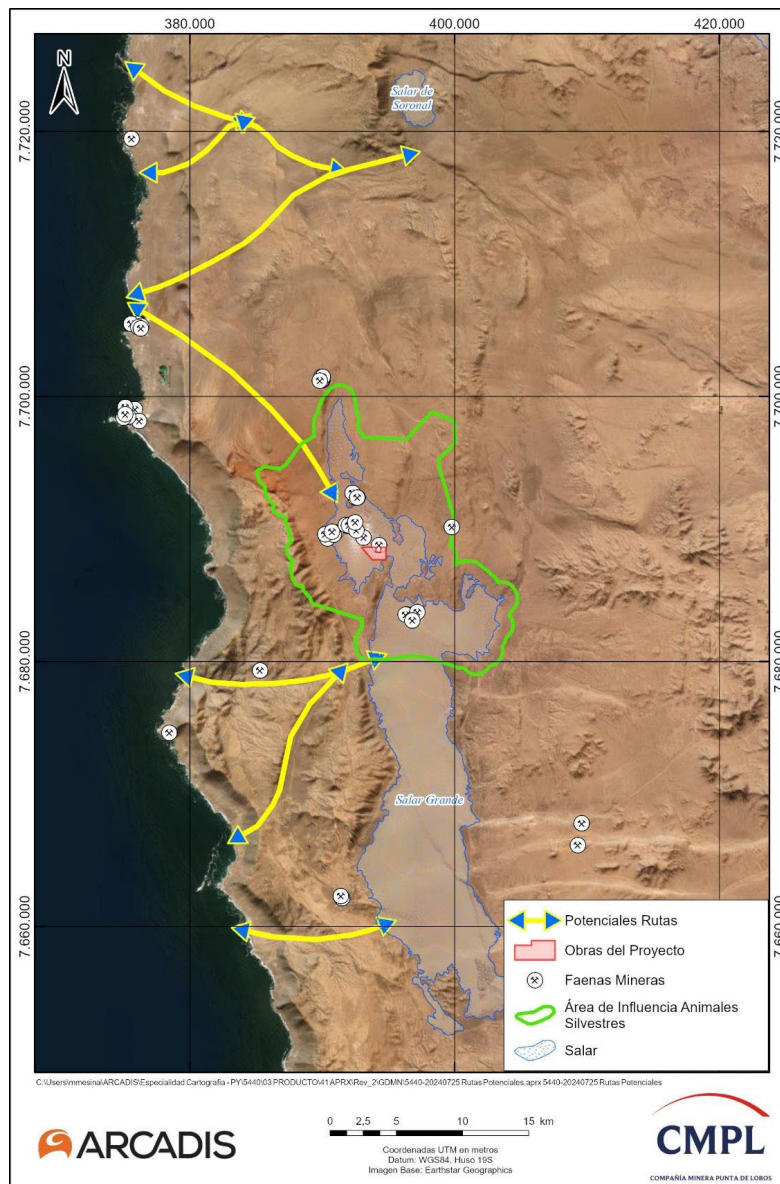 380.000 400.000 420.000
N
Salar de
Soronal
7.720.000 7.720.000
7.700.000 7.700.000
7.680.000 7.680.000
Salar Grande
7.660.000 7.660.000
Potenciales Rutas
Obras del Proyecto
Faenas Mineras
Área de Influencia Animales
Silvestres
Salar
C:\Users\mmesina\ARCADIS\Especialidad Cartografía - PY\5440\03 PRODUCTO\41 APRX\Rev_2\GDMN\5440-20240725 Rutas Potenciales.aprx 5440-20240725 Rutas Potenciales
ARCADIS
0 2,5 5 10 15 km
Coordenadas UTM en metros
Datum: WGS84, Huso 19S
Imagen Base: Earthstar Geographics
CMPL
COMPAÑÍA MINERA PUNTA DE LOBOS